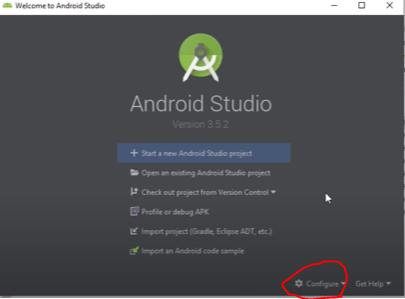 Welcome to Android Studio
Android Studio
Version 3.5.2
Start a new Android Studio project
Open an existing Android Studio project
Check out project from Version Control
Profile or debug APK
Import project (Gradle, Eclipse ADT, etc.)
Import an Android code sample
Configure Get Help